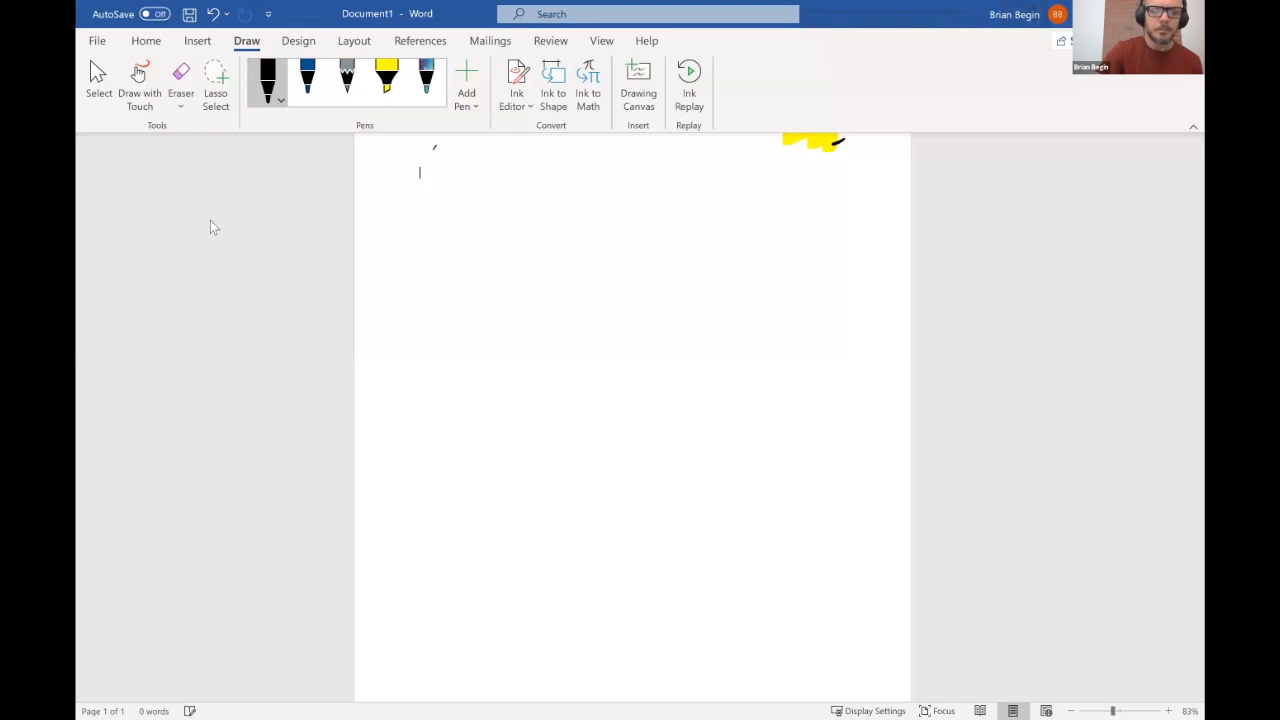 AutoSave Off Document1 - Word Search Brian Begin BB
File Home Insert Draw Design Layout References Mailings Review View Help
Brian Begin
Select Draw with Touch Eraser Lasso Select Add Pen Ink Editor Ink to Shape Ink to Math Drawing Canvas Ink Replay
Tools Pens Convert Insert Replay
Page 1 of 1 0 words Display Settings Focus 83%